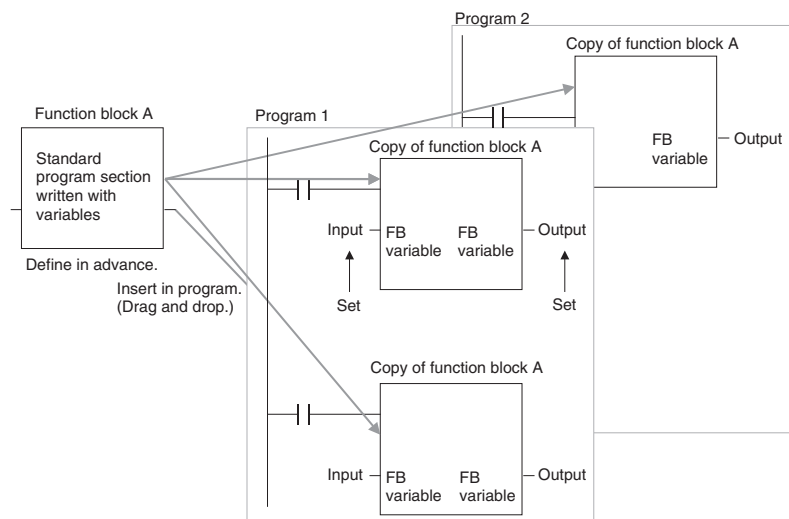 Program 2
Copy of function block A
FB
variable
Output
Function block A
Standard
program section
written with
variables
Define in advance.
Insert in program.
(Drag and drop.)
Program 1
Copy of function block A
Input
FB
variable
FB
variable
Output
Set
Set
Copy of function block A
Input
FB
variable
FB
variable
Output